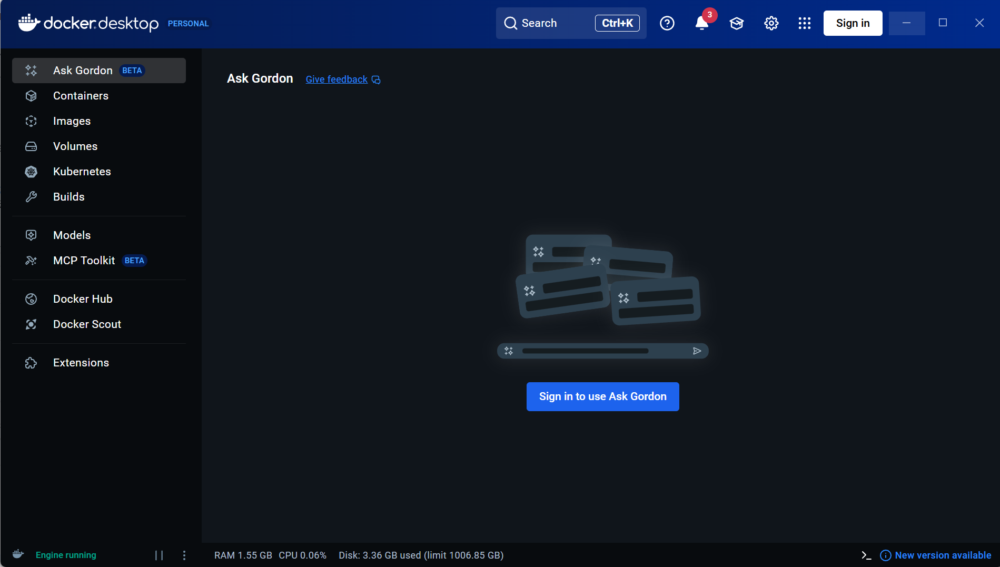 docker desktop PERSONAL
Search Ctrl+K
3
Sign in
Ask Gordon BETA
Containers
Images
Volumes
Kubernetes
Builds
Models
MCP Toolkit BETA
Docker Hub
Docker Scout
Extensions
Ask Gordon Give feedback
Sign in to use Ask Gordon
Engine running
RAM 1.55 GB CPU 0.06% Disk: 3.36 GB used (limit 1006.85 GB)
New version available